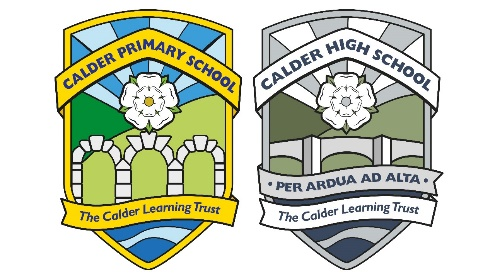 CALDER PRIMARY SCHOOL
The Calder Learning Trust
CALDER HIGH SCHOOL
• PER ARDUA AD ALTA •
The Calder Learning Trust